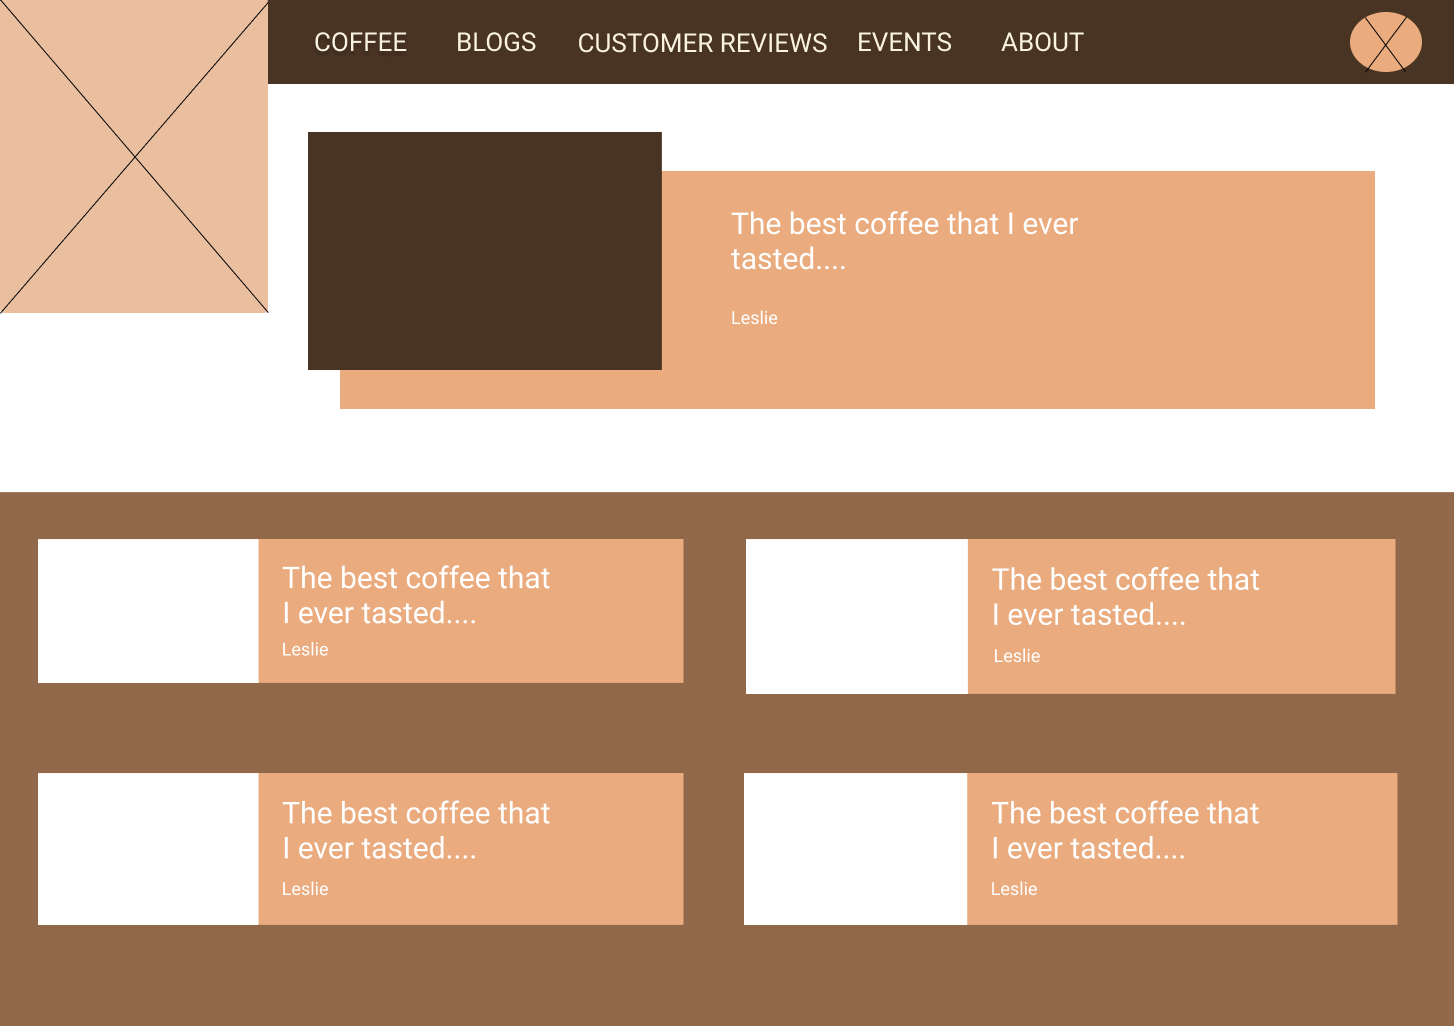 COFFEE BLOGS CUSTOMER REVIEWS EVENTS ABOUT
The best coffee that I ever
tasted....
Leslie
The best coffee that
I ever tasted....
Leslie
The best coffee that
I ever tasted....
Leslie
The best coffee that
I ever tasted....
Leslie
The best coffee that
I ever tasted....
Leslie